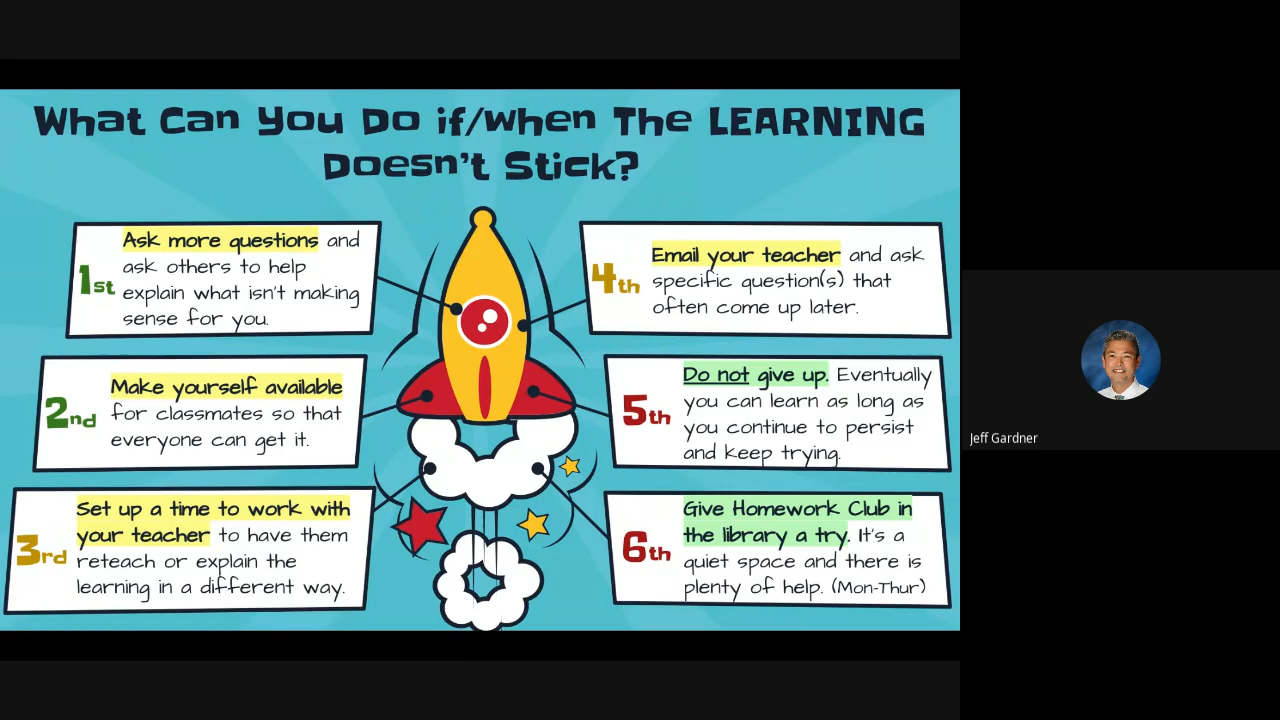 What Can You Do if/when The LEARNING
Doesn't Stick?
1st
Ask more questions and
ask others to help
explain what isn't making
sense for you.
2nd
Make yourself available
for classmates so that
everyone can get it.
3rd
Set up a time to work with
your teacher to have them
reteach or explain the
learning in a different way.
4th
Email your teacher and ask
specific question(s) that
often come up later.
5th
Do not give up. Eventually
you can learn as long as
you continue to persist
and keep trying.
6th
Give Homework Club in
the library a try. It's a
quiet space and there is
plenty of help. (Mon-Thur)
Jeff Gardner